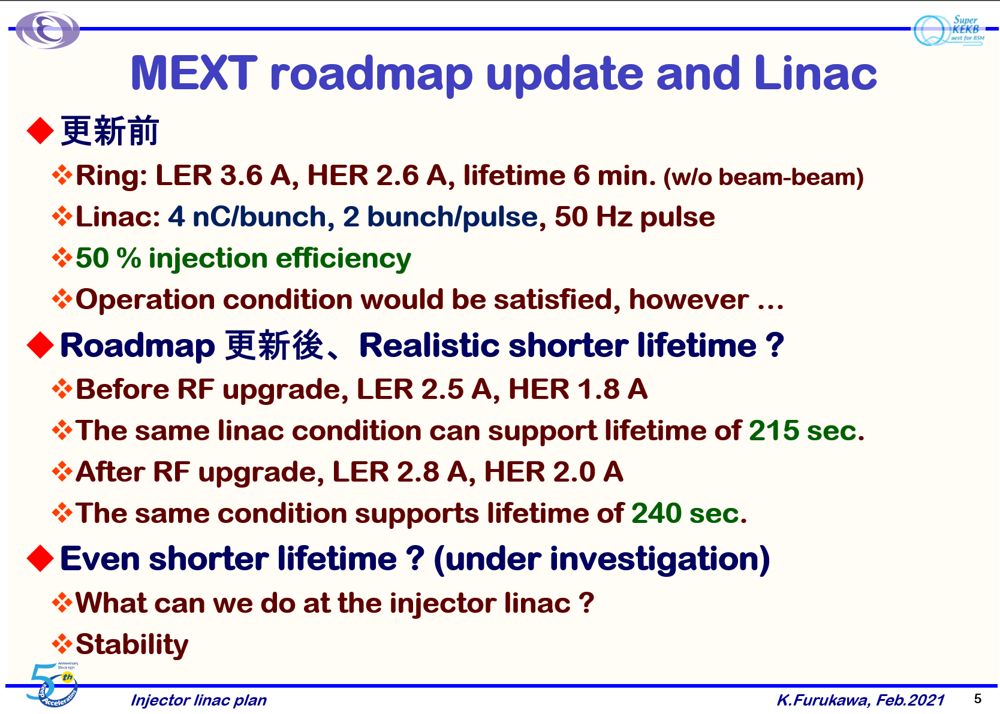 Super
KEKB
uest for BSM
MEXT roadmap update and Linac
更新前
Ring: LER 3.6 A, HER 2.6 A, lifetime 6 min. (w/o beam-beam)
Linac: 4 nC/bunch, 2 bunch/pulse, 50 Hz pulse
50 % injection efficiency
Operation condition would be satisfied, however …
Roadmap 更新後、Realistic shorter lifetime ?
Before RF upgrade, LER 2.5 A, HER 1.8 A
The same linac condition can support lifetime of 215 sec.
After RF upgrade, LER 2.8 A, HER 2.0 A
The same condition supports lifetime of 240 sec.
Even shorter lifetime ? (under investigation)
What can we do at the injector linac ?
Stability
Anniversary
Since 1971
50th
Keep Accelerating
Injector linac plan
K.Furukawa, Feb.2021
5